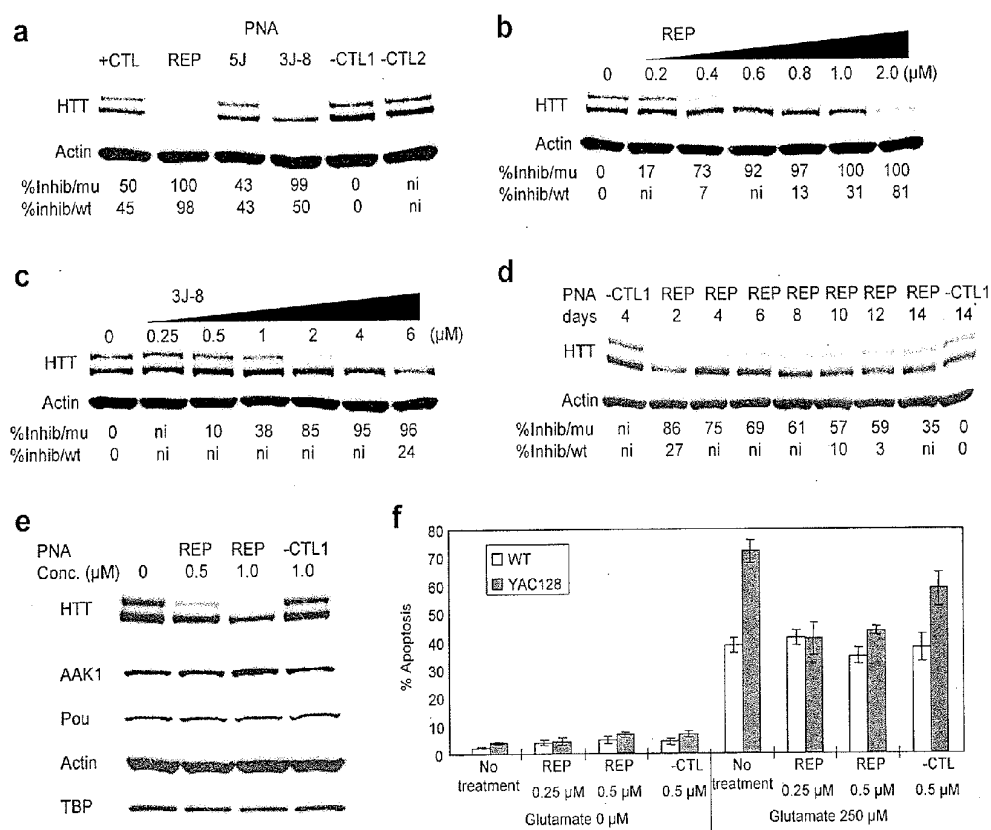 a
PNA
+CTL REP 5J 3J-8 -CTL1 -CTL2
HTT
Actin
%Inhib/mu 50 100 43 99 0 ni
%inhib/wt 45 98 43 50 0 ni
b
REP
0 0.2 0.4 0.6 0.8 1.0 2.0 (µM)
HTT
Actin
%Inhib/mu 0 17 73 92 97 100 100
%inhib/wt 0 ni 7 ni 13 31 81
c
3J-8
0 0.25 0.5 1 2 4 6 (µM)
HTT
Actin
%Inhib/mu 0 ni 10 38 85 95 96
%inhib/wt 0 ni ni ni ni ni 24
d
PNA -CTL1 REP REP REP REP REP REP REP -CTL1
days 4 2 4 6 8 10 12 14 14
HTT
Actin
%Inhib/mu ni 86 75 69 61 57 59 35 0
%Inhib/wt ni 27 ni ni ni 10 3 ni 0
e
PNA REP REP -CTL1
Conc. (µM) 0 0.5 1.0 1.0
HTT
AAK1
Pou
Actin
TBP
f
% Apoptosis
80
70
60
50
40
30
20
10
0
WT
YAC128
No treatment REP 0.25 µM REP 0.5 µM -CTL 0.5 µM No treatment REP 0.25 µM REP 0.5 µM -CTL 0.5 µM
Glutamate 0 µM Glutamate 250 µM